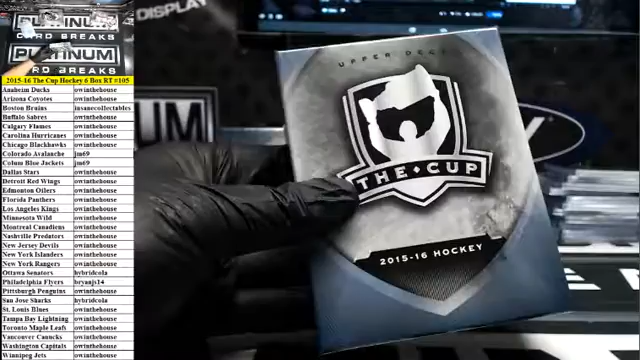 PLATINUM
CARD BREAKS
PLATINUM
CARD BREAKS
DISPLAY
2015-16 The Cup Hockey 6 Box RT #105
Anaheim Ducks owinthehouse
Arizona Coyotes owinthehouse
Boston Bruins insanecollectables
Buffalo Sabres owinthehouse
Calgary Flames owinthehouse
Carolina Hurricanes owinthehouse
Chicago Blackhawks owinthehouse
Colorado Avalanche jm69
Colum Blue Jackets jm69
Dallas Stars owinthehouse
Detroit Red Wings owinthehouse
Edmonton Oilers owinthehouse
Florida Panthers owinthehouse
Los Angeles Kings owinthehouse
Minnesota Wild owinthehouse
Montreal Canadiens owinthehouse
Nashville Predators owinthehouse
New Jersey Devils owinthehouse
New York Islanders owinthehouse
New York Rangers owinthehouse
Ottawa Senators hybridcola
Philadelphia Flyers bryanjs14
Pittsburgh Penguins owinthehouse
San Jose Sharks hybridcola
St. Louis Blues owinthehouse
Tampa Bay Lightning owinthehouse
Toronto Maple Leafs owinthehouse
Vancouver Canucks owinthehouse
Washington Capitals owinthehouse
Winnipeg Jets owinthehouse
UPPER DECK
THE CUP
2015-16 HOCKEY